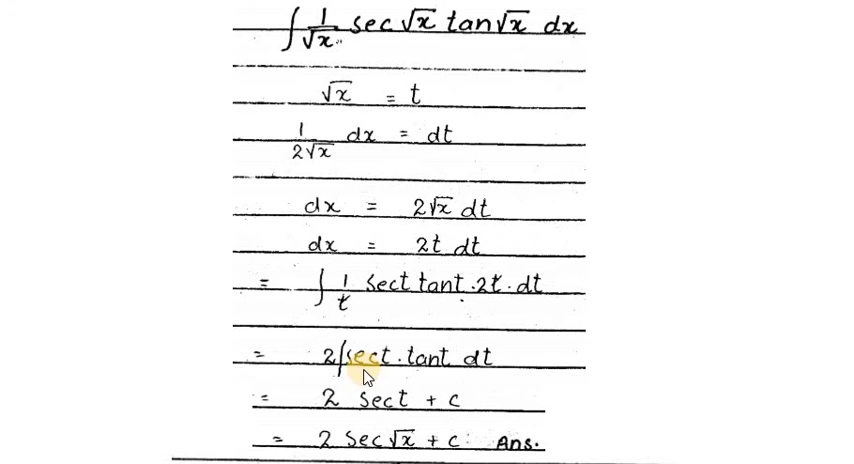 ∫ 1/√x sec √x tan √x dx
√x = t
1/2√x dx = dt
dx = 2√x dt
dx = 2t dt
= ∫ 1/t sect tant . 2t . dt
= 2∫sect . tant dt
= 2 sect + c
= 2 sec√x + c Ans.